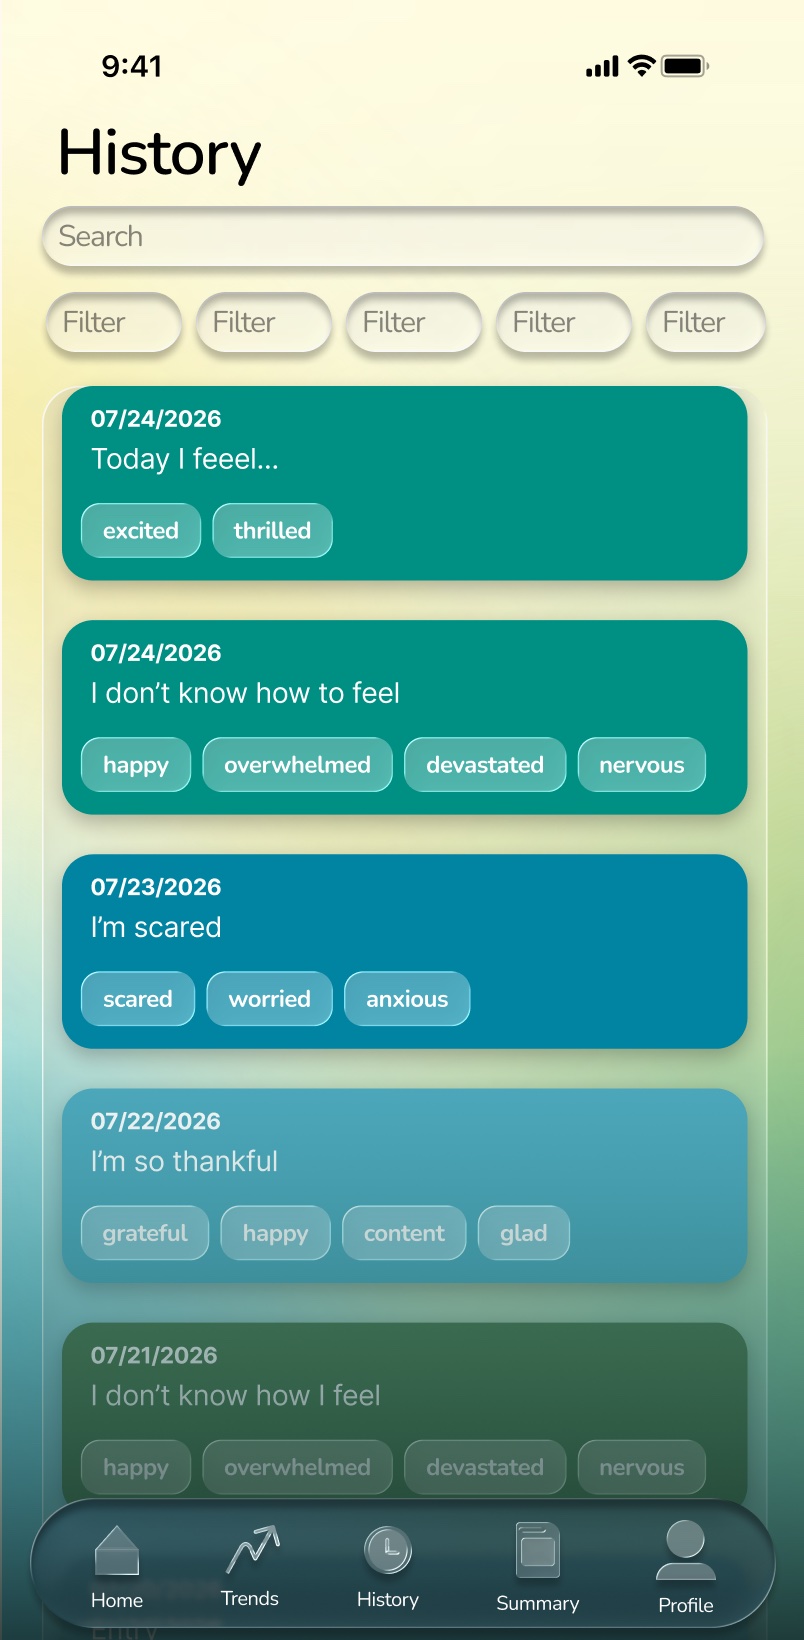 9:41
History
Search
Filter Filter Filter Filter Filter
07/24/2026
Today I feeel...
excited thrilled
07/24/2026
I don't know how to feel
happy overwhelmed devastated nervous
07/23/2026
I'm scared
scared worried anxious
07/22/2026
I'm so thankful
grateful happy content glad
07/21/2026
I don't know how I feel
happy overwhelmed devastated nervous
Home Trends History Summary Profile
Entry